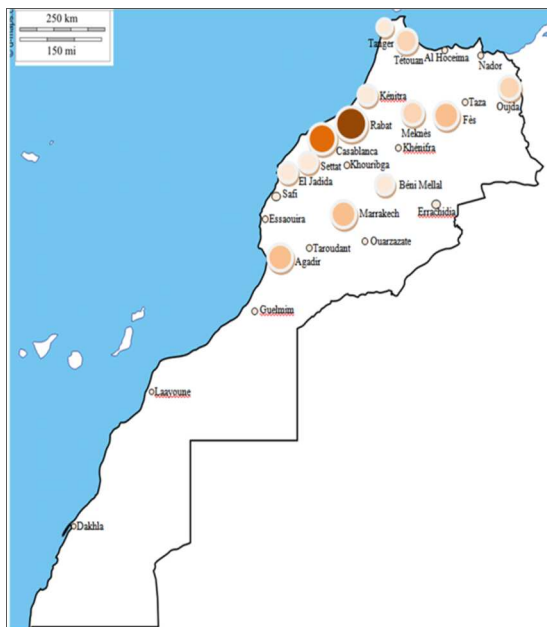 250 km
150 mi
Tanger
Tétouan
Al Hoceima
Nador
Kénitra
Taza
Oujda
Rabat
Meknès
Fès
Casablanca
Khénifra
Settat
Khouribga
El Jadida
Béni Mellal
Safi
Errachidia
Essaouira
Marrakech
Ouarzazate
Taroudant
Agadir
Guelmim
Laayoune
Dakhla